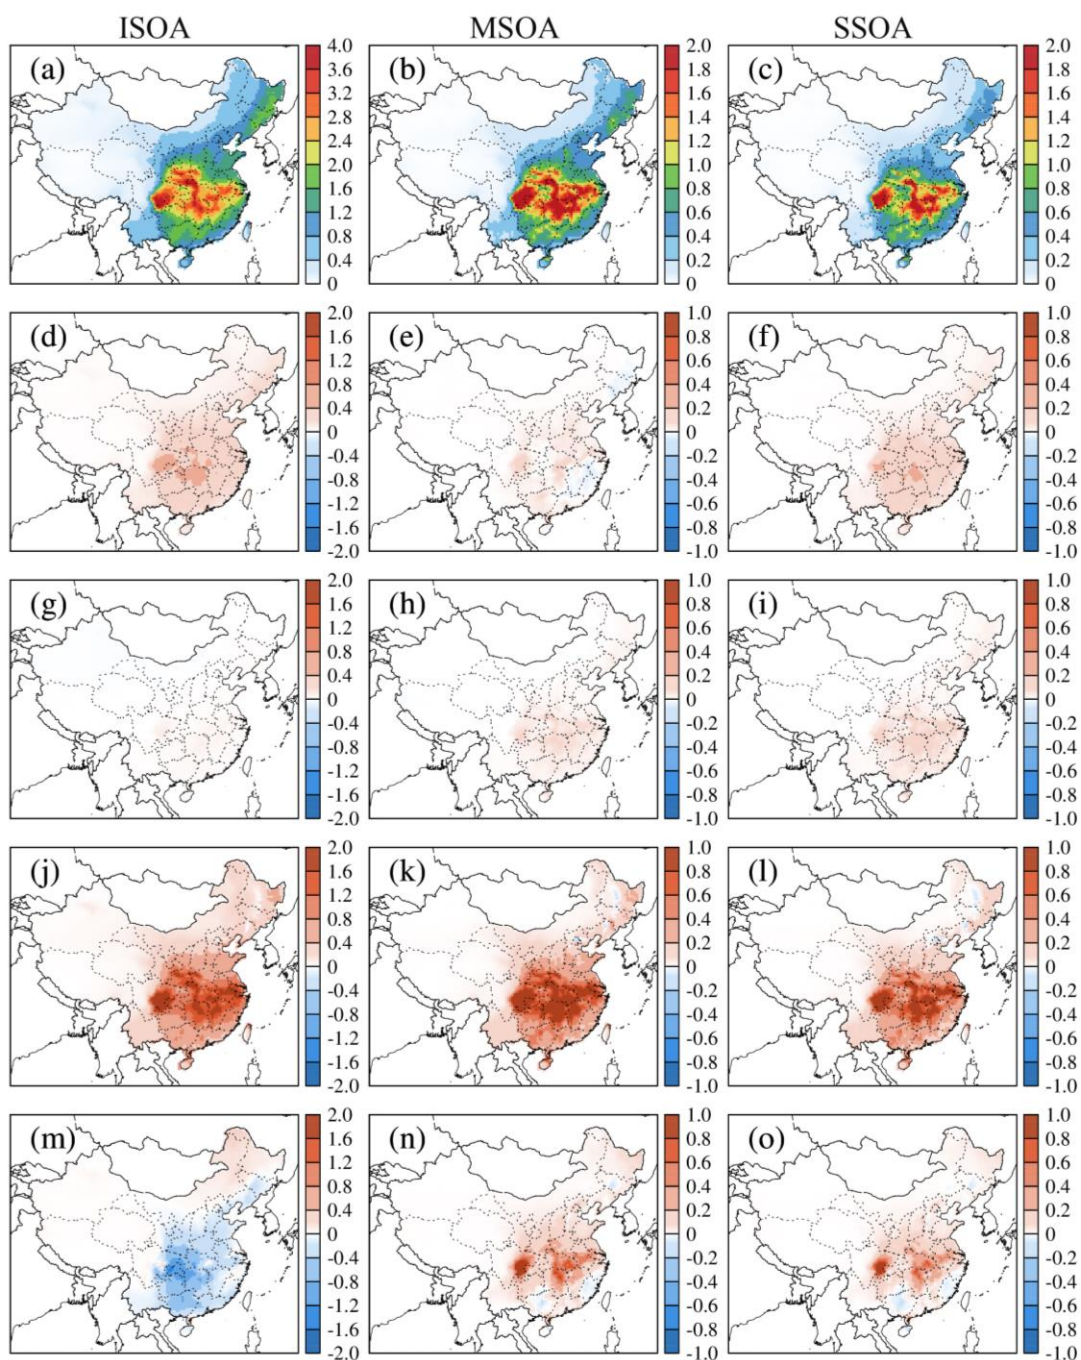 ISOA MSOA SSOA
(a) 4.0 (b) 2.0 (c) 2.0
3.6 1.8 1.8
3.2 1.6 1.6
2.8 1.4 1.4
2.4 1.2 1.2
2.0 1.0 1.0
1.6 0.8 0.8
1.2 0.6 0.6
0.8 0.4 0.4
0.4 0.2 0.2
0 0 0
(d) 2.0 (e) 1.0 (f) 1.0
1.6 0.8 0.8
1.2 0.6 0.6
0.8 0.4 0.4
0.4 0.2 0.2
0 0 0
-0.4 -0.2 -0.2
-0.8 -0.4 -0.4
-1.2 -0.6 -0.6
-1.6 -0.8 -0.8
-2.0 -1.0 -1.0
(g) 2.0 (h) 1.0 (i) 1.0
1.6 0.8 0.8
1.2 0.6 0.6
0.8 0.4 0.4
0.4 0.2 0.2
0 0 0
-0.4 -0.2 -0.2
-0.8 -0.4 -0.4
-1.2 -0.6 -0.6
-1.6 -0.8 -0.8
-2.0 -1.0 -1.0
(j) 2.0 (k) 1.0 (l) 1.0
1.6 0.8 0.8
1.2 0.6 0.6
0.8 0.4 0.4
0.4 0.2 0.2
0 0 0
-0.4 -0.2 -0.2
-0.8 -0.4 -0.4
-1.2 -0.6 -0.6
-1.6 -0.8 -0.8
-2.0 -1.0 -1.0
(m) 2.0 (n) 1.0 (o) 1.0
1.6 0.8 0.8
1.2 0.6 0.6
0.8 0.4 0.4
0.4 0.2 0.2
0 0 0
-0.4 -0.2 -0.2
-0.8 -0.4 -0.4
-1.2 -0.6 -0.6
-1.6 -0.8 -0.8
-2.0 -1.0 -1.0